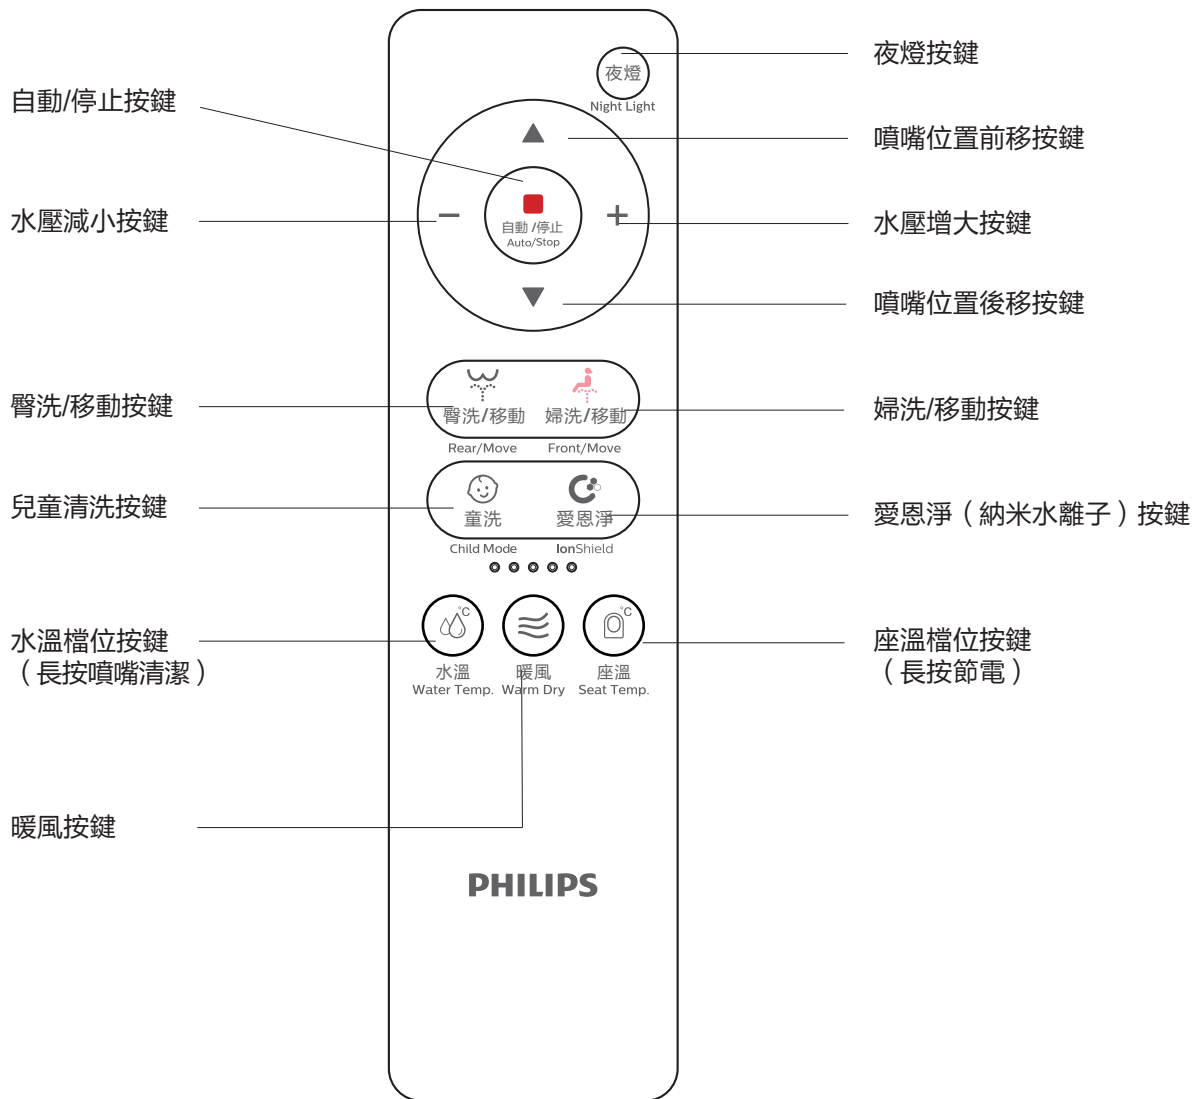 夜燈按鍵
夜燈
Night Light
自動/停止按鍵
噴嘴位置前移按鍵
水壓減小按鍵
自動 /停止
Auto/Stop
水壓增大按鍵
噴嘴位置後移按鍵
臀洗/移動按鍵
臀洗/移動
婦洗/移動
婦洗/移動按鍵
Rear/Move
Front/Move
兒童清洗按鍵
童洗
愛恩淨
愛恩淨（納米水離子）按鍵
Child Mode
IonShield
°C
°C
水溫檔位按鍵
（長按噴嘴清潔）
座溫檔位按鍵
（長按節電）
水溫
暖風
座溫
Water Temp.
Warm Dry
Seat Temp.
暖風按鍵
PHILIPS